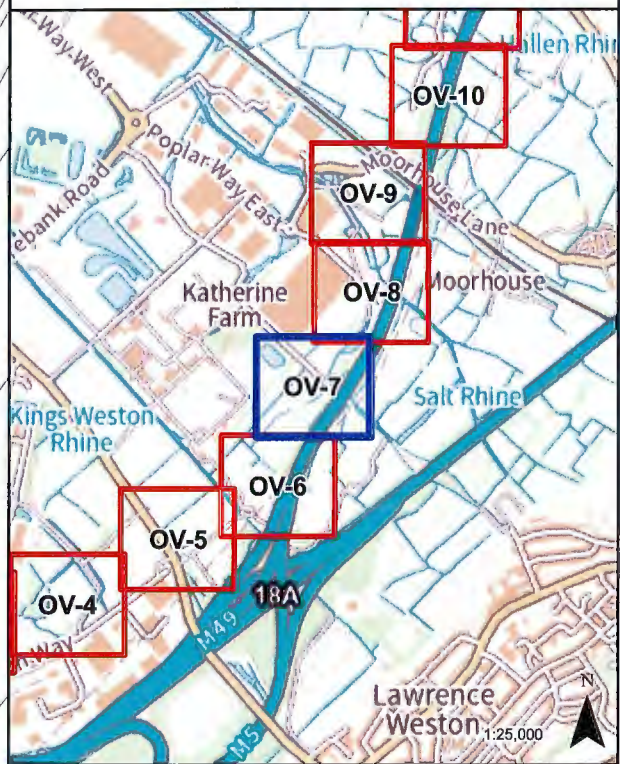 Way West
Hallen Rhi
OV-10
Poplar Way East
OV-9
Moorhouse Lane
ebank Road
OV-8
Moorhouse
Katherine
Farm
OV-7
Salt Rhine
Kings Weston
Rhine
OV-6
OV-5
18A
OV-4
Way
M49
Lawrence
Weston
M5
N
1:25,000